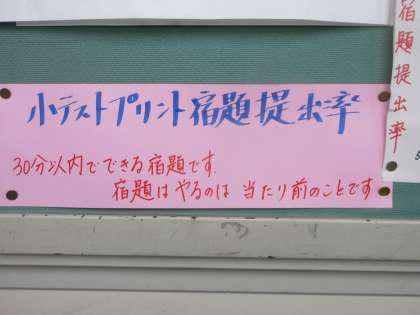 小テストプリント宿題提出率
30分以内でできる宿題です.
宿題はやるのは 当たり前のことです
宿題提出率